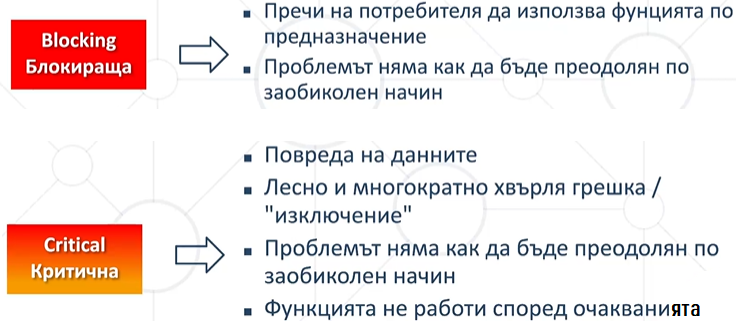 Blocking
Блокираща
▪ Пречи на потребителя да използва фунцията по
предназначение
▪ Проблемът няма как да бъде преодолян по
заобиколен начин
Critical
Критична
▪ Повреда на данните
▪ Лесно и многократно хвърля грешка /
"изключение"
▪ Проблемът няма как да бъде преодолян по
заобиколен начин
▪ Функцията не работи според очакванията